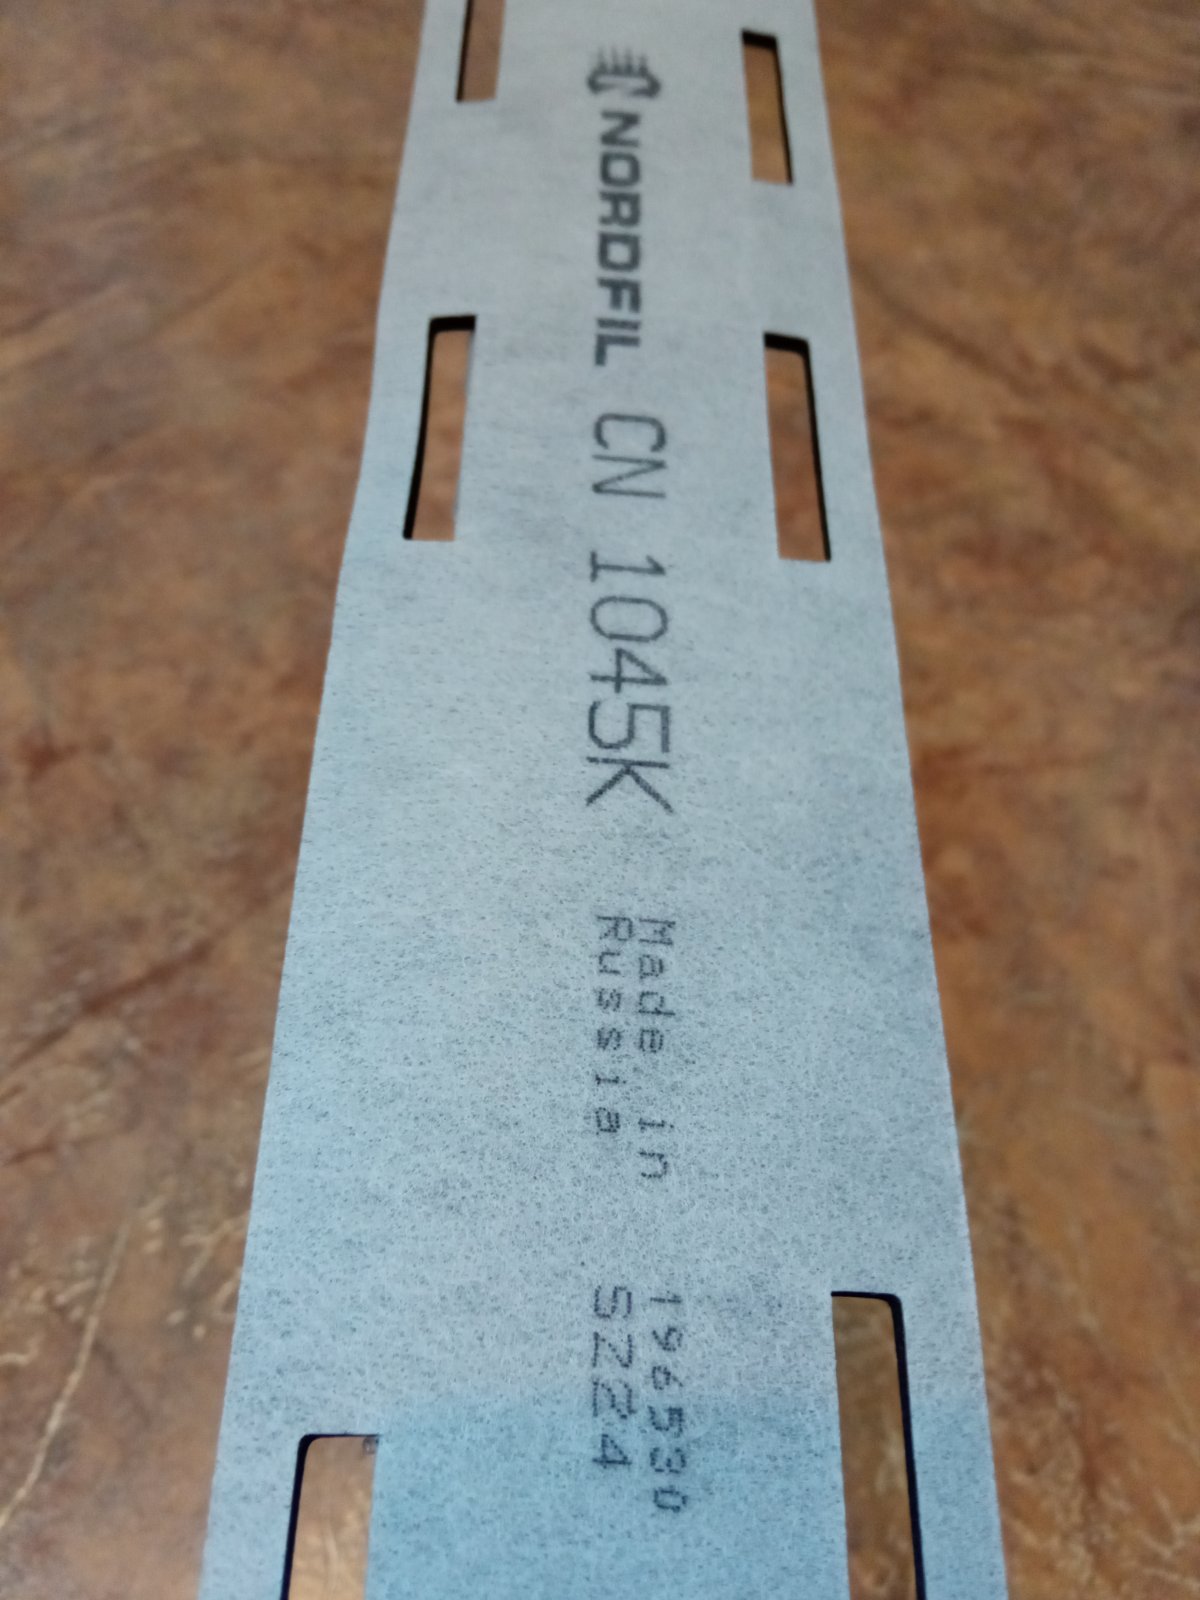 NORDFIL CN 1045K
Made in
Russia
196530
S224